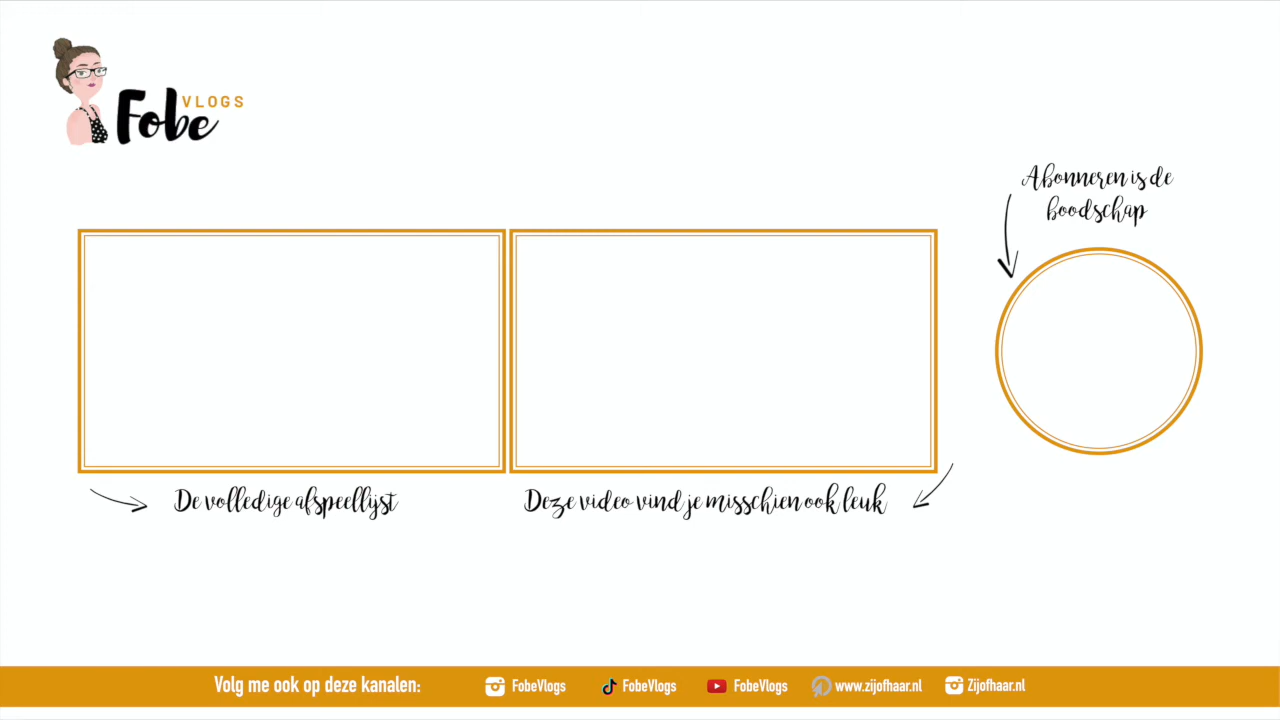 VLOGS
Fobe
Abonneren is de
boodschap
De volledige afspeellijst
Deze video vind je misschien ook leuk
Volg me ook op deze kanalen: FobeVlogs FobeVlogs FobeVlogs www.zijofhaar.nl Zijofhaar.nl